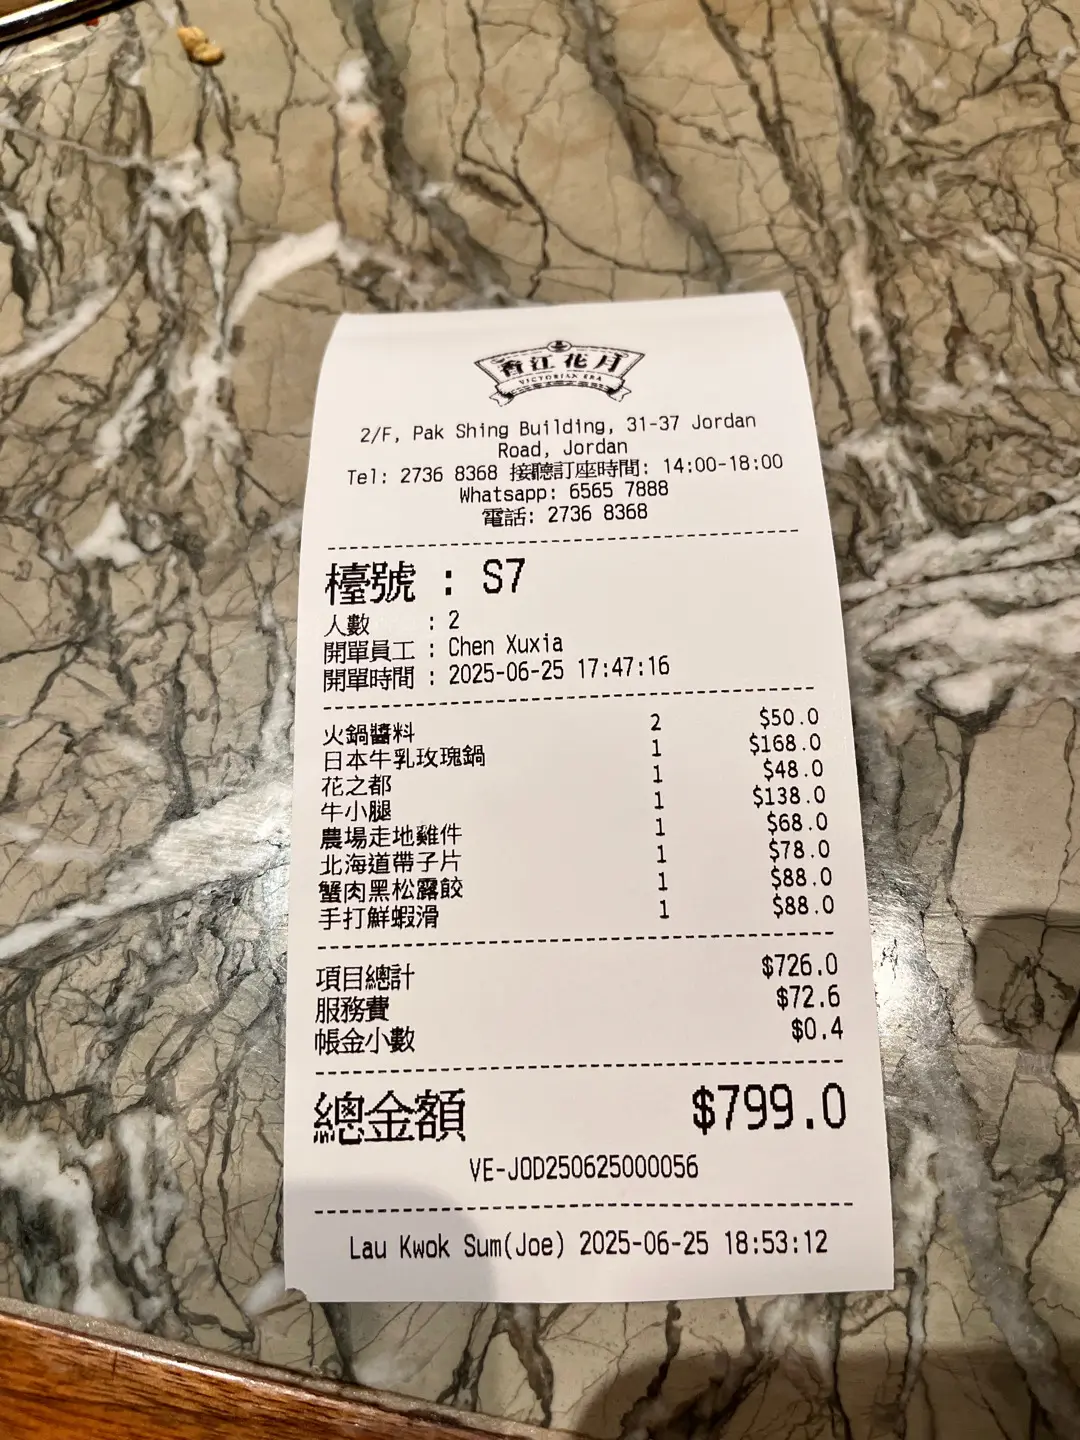 香江花月
VICTORIAN ERA
2/F, Pak Shing Building, 31-37 Jordan
Road, Jordan
Tel: 2736 8368 接聽訂座時間: 14:00-18:00
Whatsapp: 6565 7888
電話: 2736 8368
檯號 : S7
人數 : 2
開單員工 : Chen Xuxia
開單時間 : 2025-06-25 17:47:16
火鍋醬料 2 $50.0
日本牛乳玫瑰鍋 1 $168.0
花之都 1 $48.0
牛小腿 1 $138.0
農場走地雞件 1 $68.0
北海道帶子片 1 $78.0
蟹肉黑松露餃 1 $88.0
手打鮮蝦滑 1 $88.0
項目總計 $726.0
服務費 $72.6
帳金小數 $0.4
總金額 $799.0
VE-JOD250625000056
Lau Kwok Sum(Joe) 2025-06-25 18:53:12